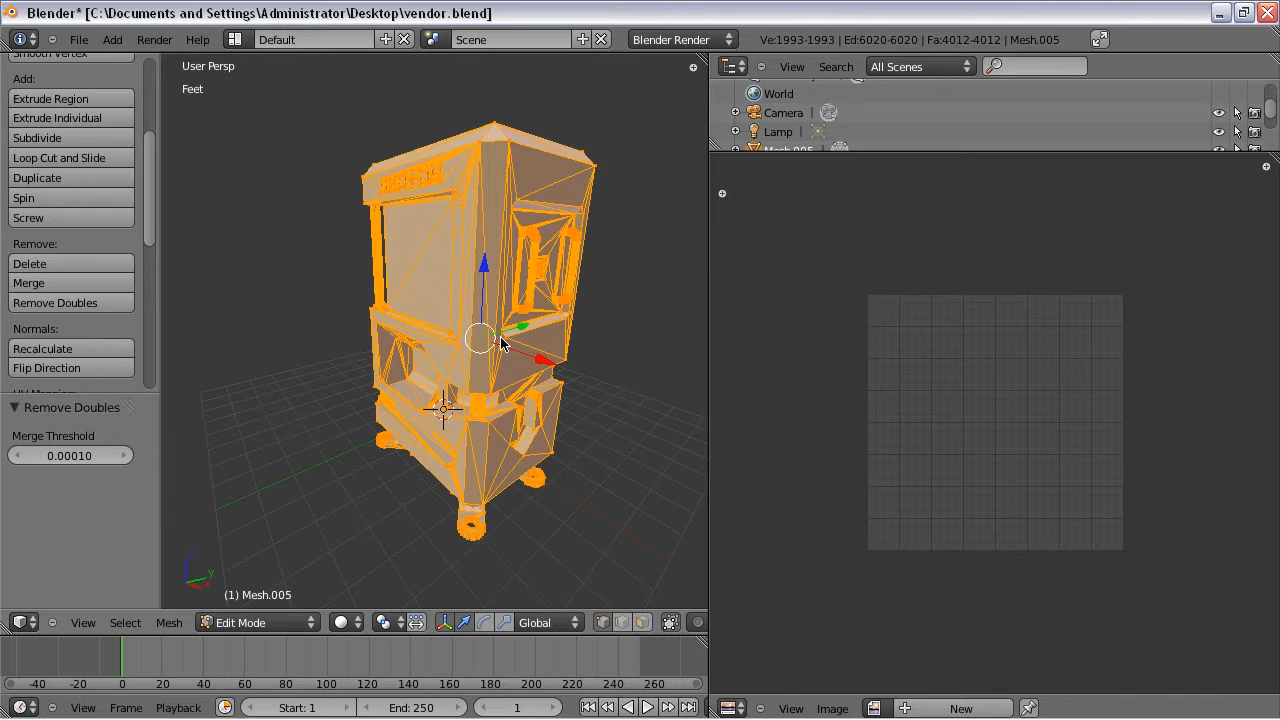 Blender* [C:\Documents and Settings\Administrator\Desktop\vendor.blend]
File Add Render Help Default Scene Blender Render Ve:1993-1993 | Ed:6020-6020 | Fa:4012-4012 | Mesh.005
Smooth Vertex
Add:
Extrude Region
Extrude Individual
Subdivide
Loop Cut and Slide
Duplicate
Spin
Screw
Remove:
Delete
Merge
Remove Doubles
Normals:
Recalculate
Flip Direction
Remove Doubles
Merge Threshold
0.00010
User Persp
Feet
z
y
x
(1) Mesh.005
View Select Mesh Edit Mode Global
-40 -20 0 20 40 60 80 100 120 140 160 180 200 220 240 260
View Frame Playback Start: 1 End: 250 1
View Search All Scenes
World
Camera |
Lamp |
Mesh.005
View Image New